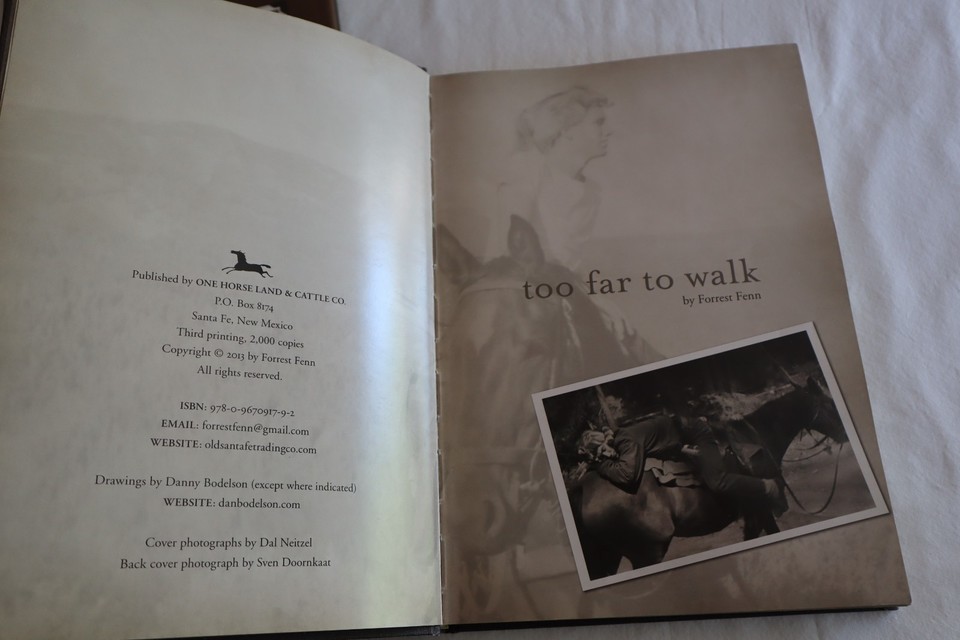 Published by ONE HORSE LAND & CATTLE CO.
P.O. Box 8174
Santa Fe, New Mexico
Third printing, 2,000 copies
Copyright © 2013 by Forrest Fenn
All rights reserved.
ISBN: 978-0-9670917-9-2
EMAIL: forrestfenn@gmail.com
WEBSITE: oldsantafetradingco.com
Drawings by Danny Bodelson (except where indicated)
WEBSITE: danbodelson.com
Cover photographs by Dal Neitzel
Back cover photograph by Sven Doornkaat
too far to walk
by Forrest Fenn